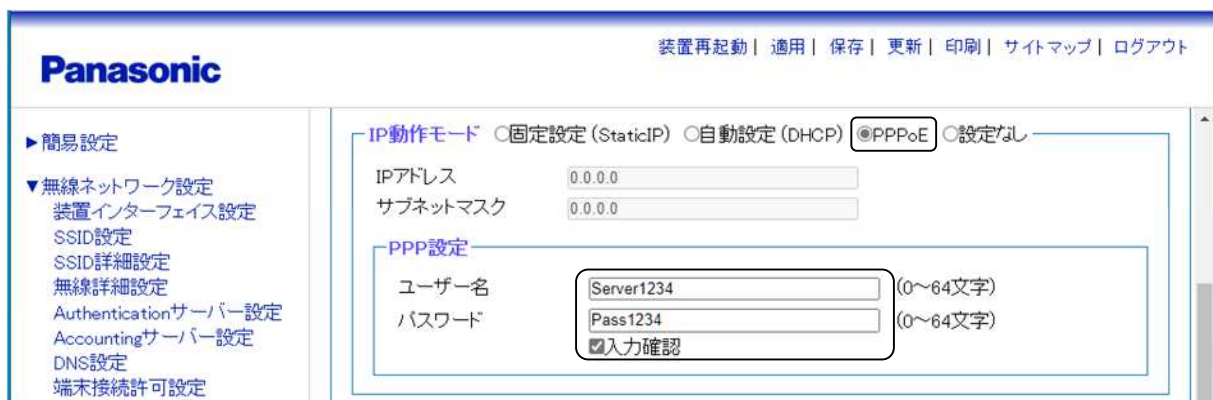 装置再起動| 適用| 保存| 更新| 印刷| サイトマップ| ログアウト
Panasonic
▶簡易設定
▼無線ネットワーク設定
装置インターフェイス設定
SSID設定
SSID詳細設定
無線詳細設定
Authenticationサーバー設定
Accountingサーバー設定
DNS設定
端末接続許可設定
IP動作モード ○固定設定(StaticIP) ○自動設定(DHCP) ◉PPPoE ○設定なし
IPアドレス 0.0.0.0
サブネットマスク 0.0.0.0
PPP設定
ユーザー名 Server1234 (0～64文字)
パスワード Pass1234 (0～64文字)
☑入力確認